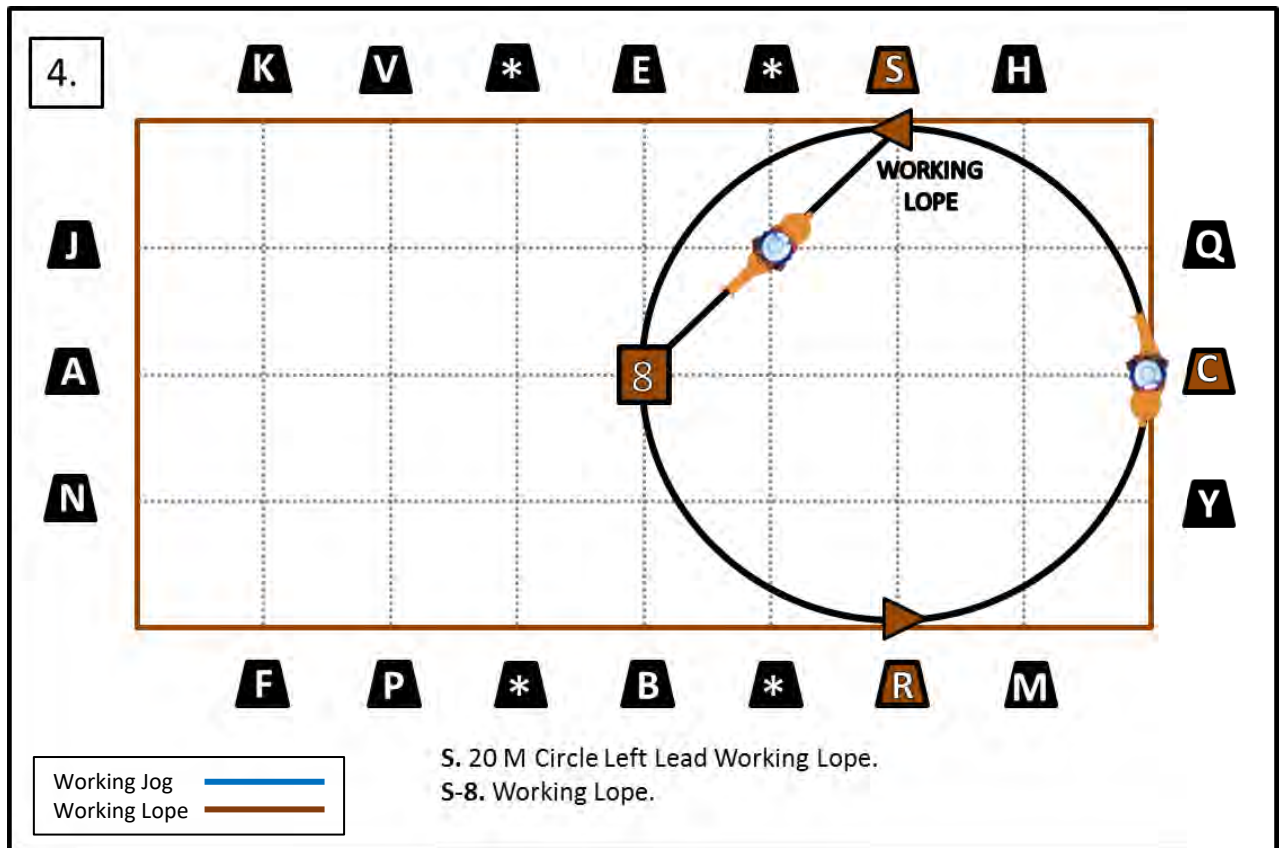 4.
K V * E * S H
WORKING
LOPE
J Q
8
A C
N Y
F P * B * R M
S. 20 M Circle Left Lead Working Lope.
S-8. Working Lope.
Working Jog
Working Lope